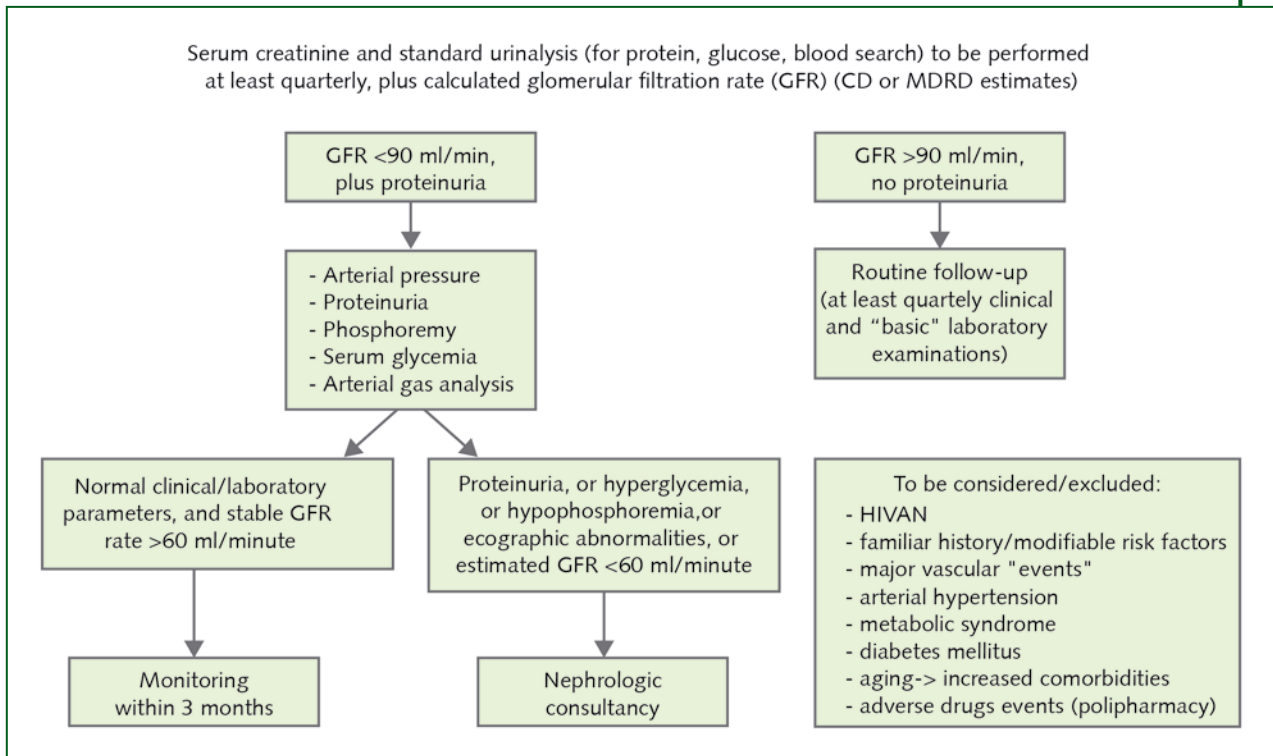 Serum creatinine and standard urinalysis (for protein, glucose, blood search) to be performed
at least quarterly, plus calculated glomerular filtration rate (GFR) (CD or MDRD estimates)
GFR <90 ml/min,
plus proteinuria
GFR >90 ml/min,
no proteinuria
- Arterial pressure
- Proteinuria
- Phosphoremy
- Serum glycemia
- Arterial gas analysis
Routine follow-up
(at least quartely clinical
and “basic" laboratory
examinations)
Normal clinical/laboratory
parameters, and stable GFR
rate >60 ml/minute
Proteinuria, or hyperglycemia,
or hypophosphoremia,or
ecographic abnormalities, or
estimated GFR <60 ml/minute
To be considered/excluded:
- HIVAN
- familiar history/modifiable risk factors
- major vascular "events"
- arterial hypertension
- metabolic syndrome
- diabetes mellitus
- aging-> increased comorbidities
- adverse drugs events (polipharmacy)
Monitoring
within 3 months
Nephrologic
consultancy